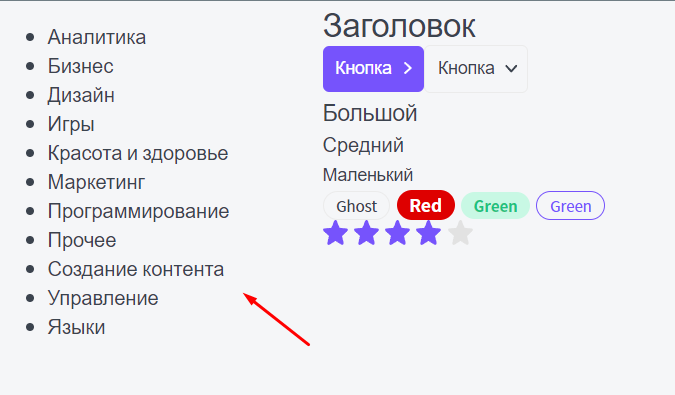 Аналитика
Бизнес
Дизайн
Игры
Красота и здоровье
Маркетинг
Программирование
Прочее
Создание контента
Управление
Языки
Заголовок
Кнопка Кнопка
Большой
Средний
Маленький
Ghost Red Green Green